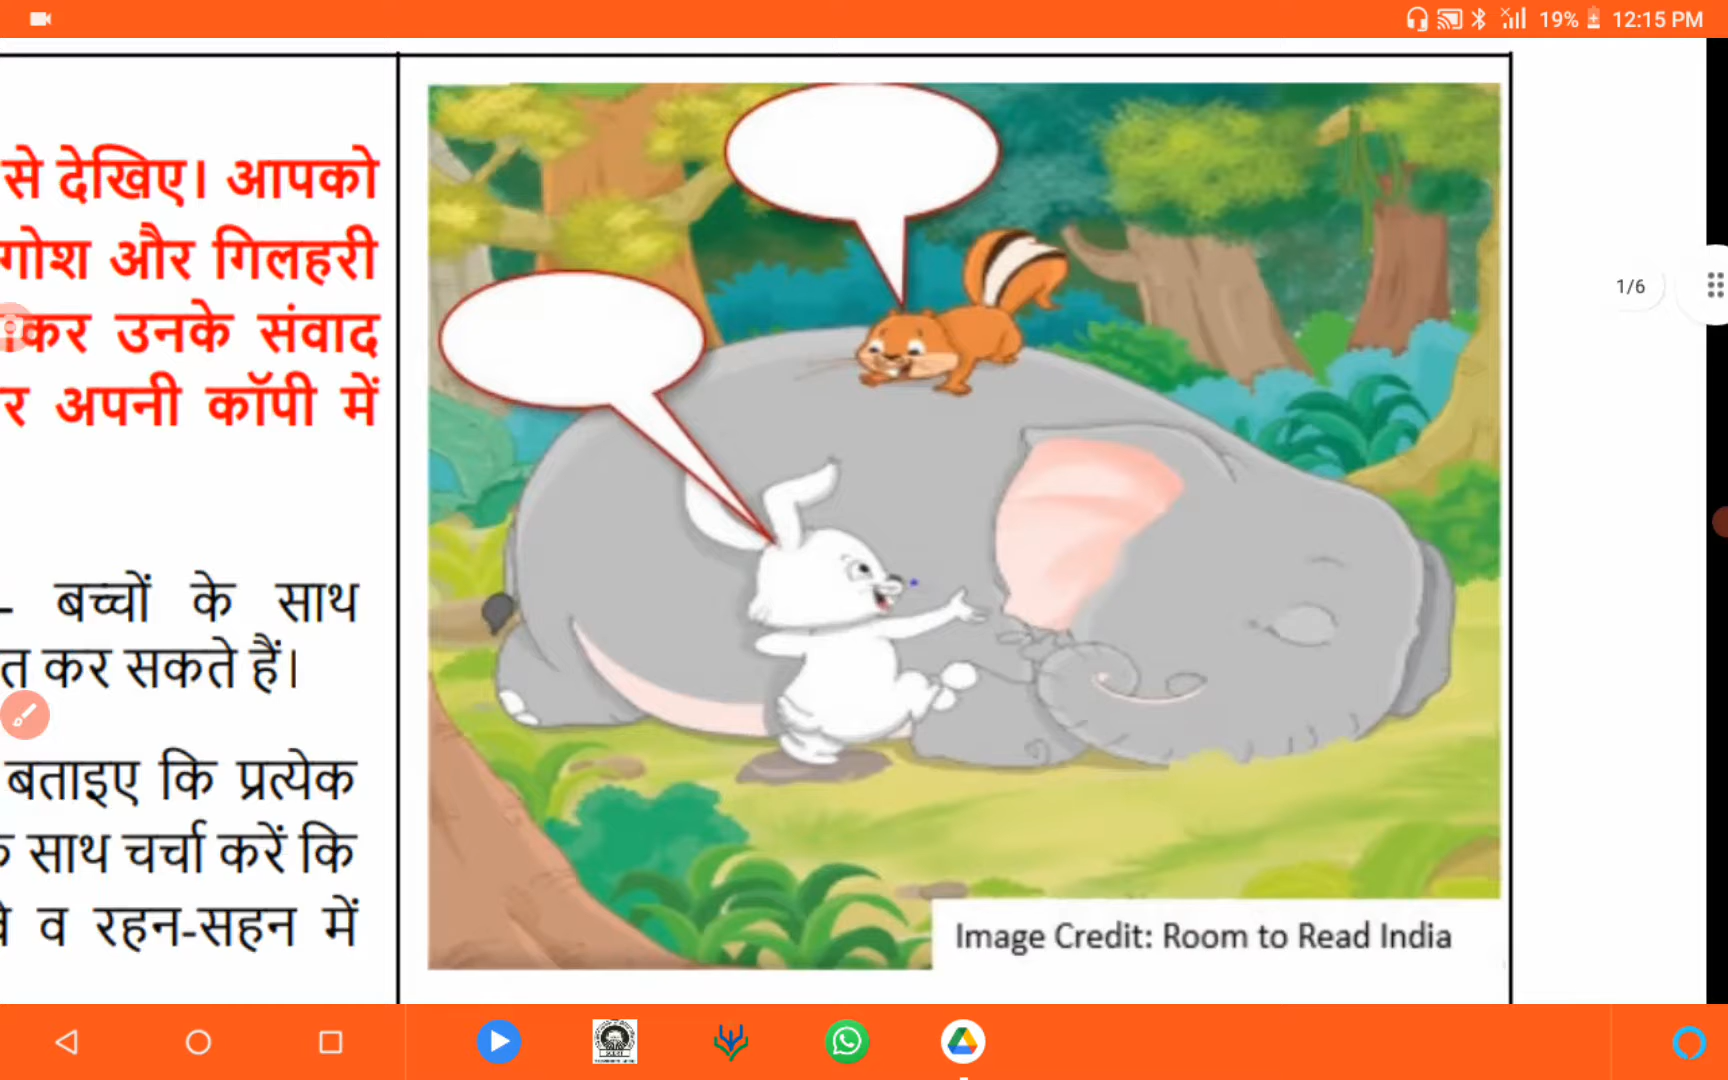 19% 12:15 PM
से देखिए। आपको
गोश और गिलहरी
कर उनके संवाद
र अपनी कॉपी में
- बच्चों के साथ
त कर सकते हैं।
बताइए कि प्रत्येक
साथ चर्चा करें कि
व रहन-सहन में
1/6
Image Credit: Room to Read India